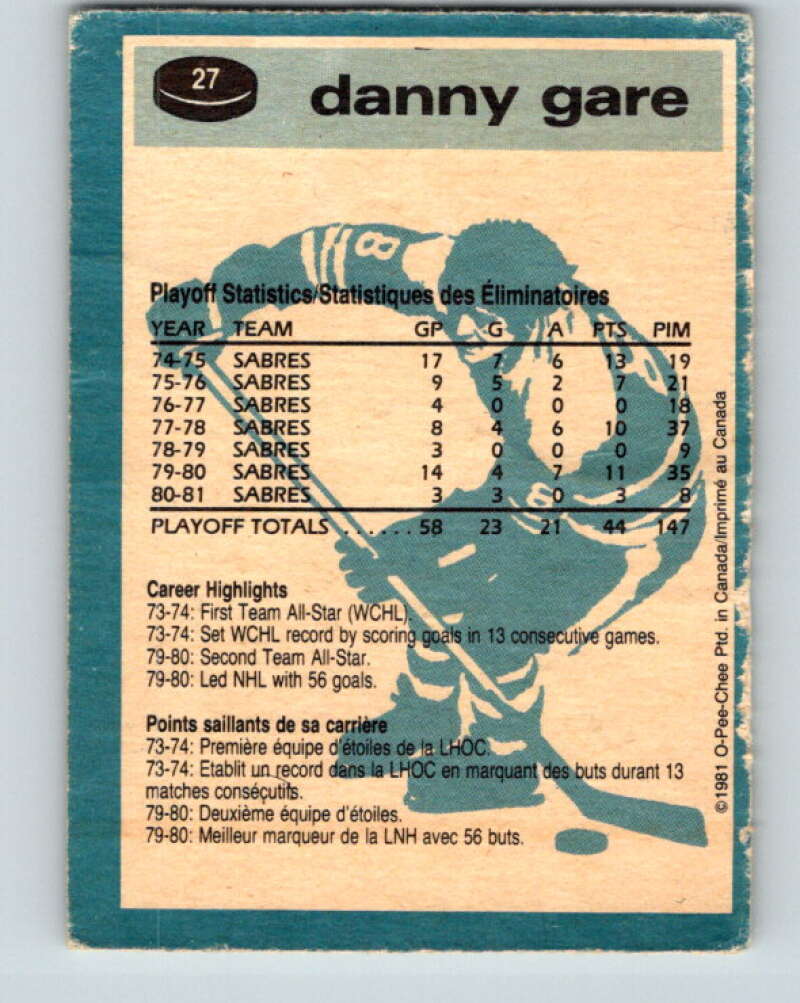 27
danny gare
8
Playoff Statistics/Statistiques des Éliminatoires
YEAR TEAM GP G A PTS PIM
74-75 SABRES 17 7 6 13 19
75-76 SABRES 9 5 2 7 21
76-77 SABRES 4 0 0 0 18
77-78 SABRES 8 4 6 10 37
78-79 SABRES 3 0 0 0 9
79-80 SABRES 14 4 7 11 35
80-81 SABRES 3 3 0 3 8
PLAYOFF TOTALS ...... 58 23 21 44 147
Career Highlights
73-74: First Team All-Star (WCHL).
73-74: Set WCHL record by scoring goals in 13 consecutive games.
79-80: Second Team All-Star.
79-80: Led NHL with 56 goals.
Points saillants de sa carrière
73-74: Première équipe d'étoiles de la LHOC.
73-74: Etablit un record dans la LHOC en marquant des buts durant 13
matches consécutifs.
79-80: Deuxième équipe d'étoiles.
79-80: Meilleur marqueur de la LNH avec 56 buts.
©1981 O-Pee-Chee Ptd. in Canada/Imprimé au Canada